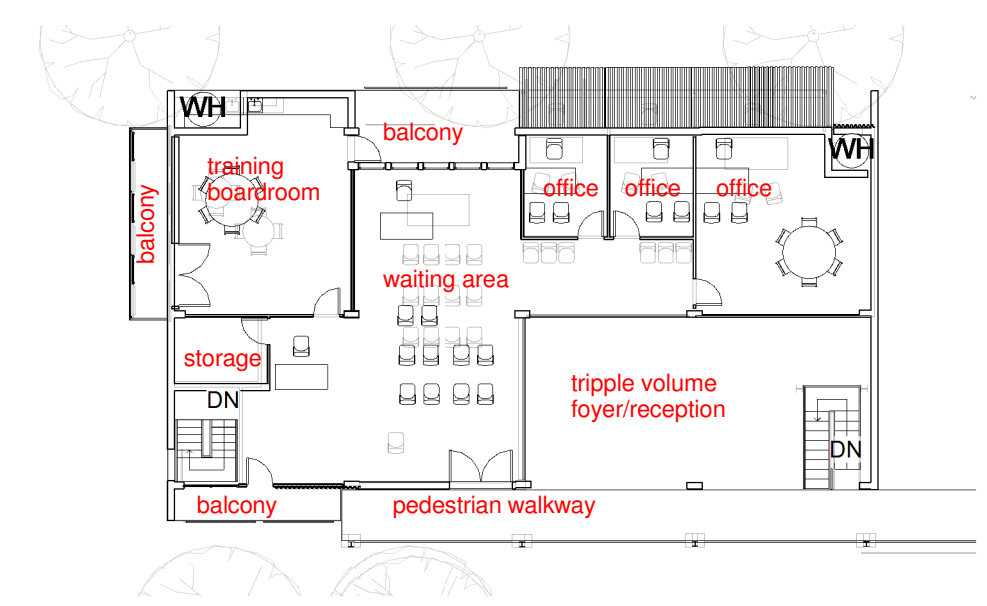 WH
balcony
WH
training
boardroom
office
office
office
balcony
waiting area
storage
tripple volume
foyer/reception
DN
DN
balcony
pedestrian walkway